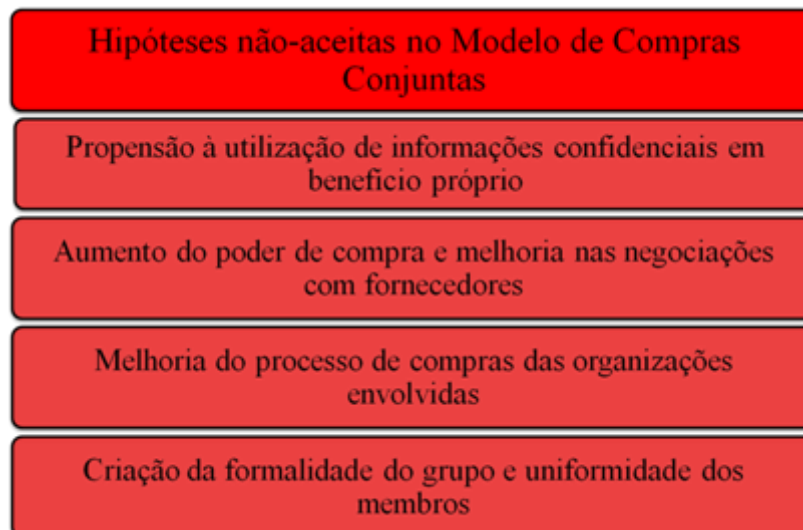 Hipóteses não-aceitas no Modelo de Compras
Conjuntas
Propensão à utilização de informações confidenciais em
benefício próprio
Aumento do poder de compra e melhoria nas negociações
com fornecedores
Melhoria do processo de compras das organizações
envolvidas
Criação da formalidade do grupo e uniformidade dos
membros